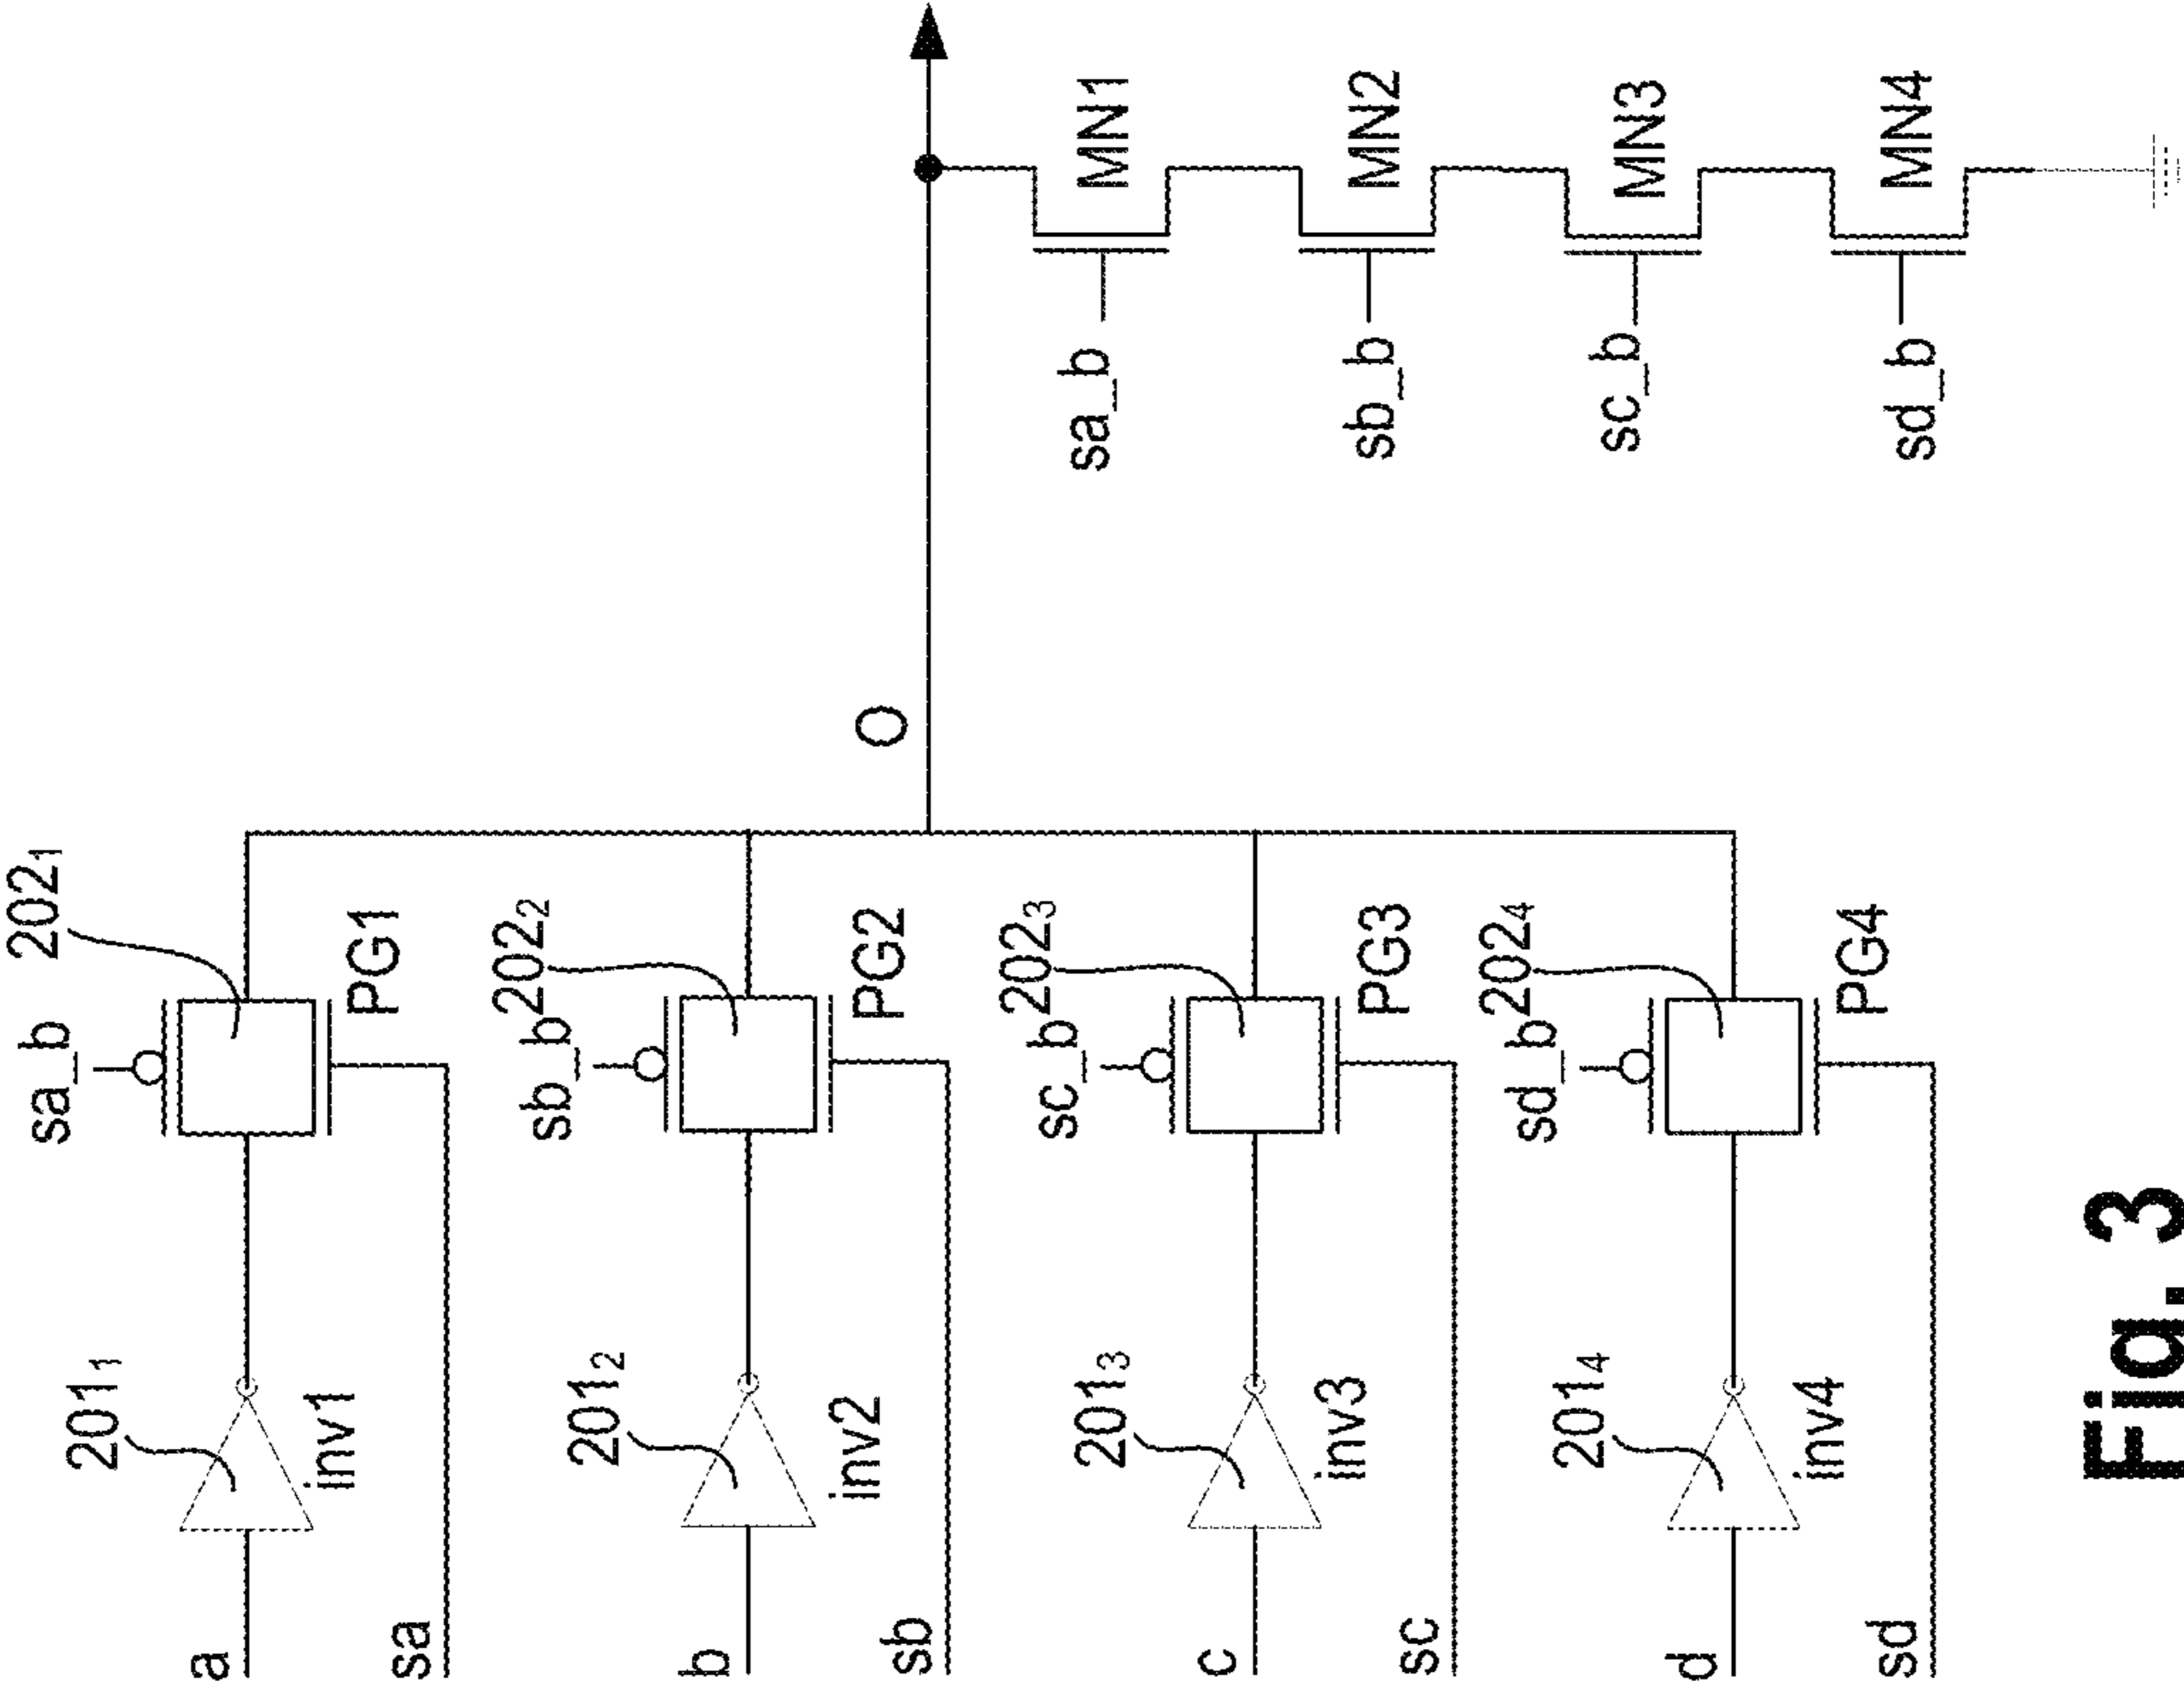 a
201₁
inv1
sa_b
202₁
PG1
sa
b
201₂
inv2
sb_b
202₂
PG2
sb
c
201₃
inv3
sc_b
202₃
PG3
sc
d
201₄
inv4
sd_b
202₄
PG4
sd
O
sa_b
MN1
sb_b
MN2
sc_b
MN3
sd_b
MN4
Fig. 3